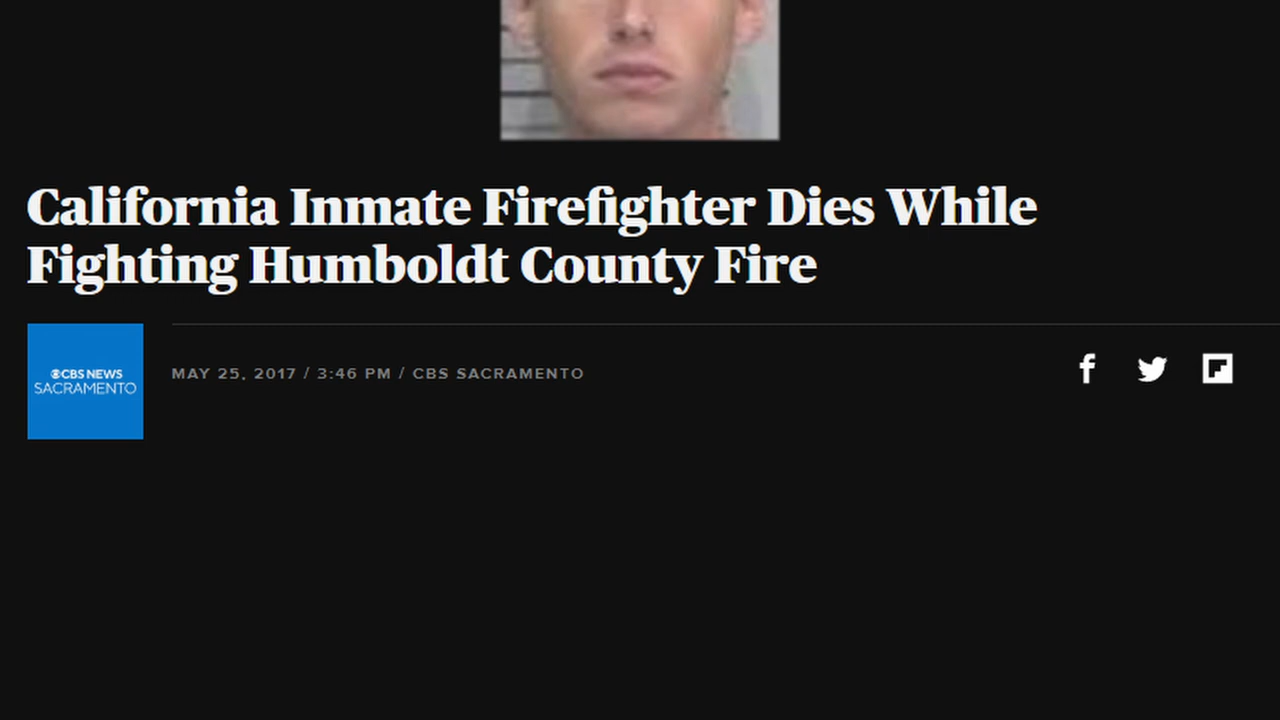 California Inmate Firefighter Dies While
Fighting Humboldt County Fire
CBS NEWS
SACRAMENTO
MAY 25, 2017 / 3:46 PM / CBS SACRAMENTO